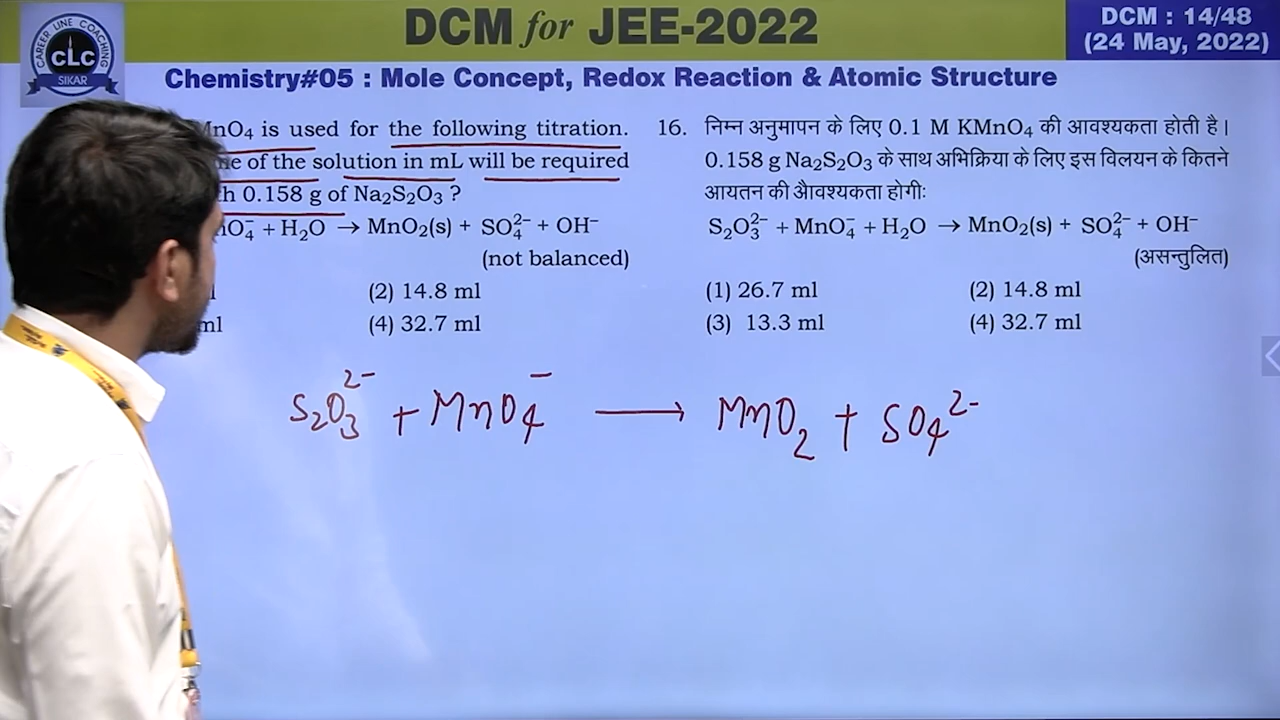 DCM for JEE-2022
DCM : 14/48
(24 May, 2022)
CAREER LINE COACHING
CLC
SIKAR
Chemistry#05 : Mole Concept, Redox Reaction & Atomic Structure
MnO₄ is used for the following titration.
of the solution in mL will be required
0.158 g of Na₂S₂O₃ ?
+ H₂O → MnO₂(s) + SO₄²⁻ + OH⁻
(not balanced)
(2) 14.8 ml
ml
(4) 32.7 ml
16. निम्न अनुमापन के लिए 0.1 M KMnO₄ की आवश्यकता होती है।
0.158 g Na₂S₂O₃ के साथ अभिक्रिया के लिए इस विलयन के कितने
आयतन की औवश्यकता होगीः
S₂O₃²⁻ + MnO₄⁻ + H₂O → MnO₂(s) + SO₄²⁻ + OH⁻
(असन्तुलित)
(1) 26.7 ml
(2) 14.8 ml
(3) 13.3 ml
(4) 32.7 ml
S₂O₃²⁻ + MnO₄⁻ ⟶ MnO₂ + SO₄²⁻